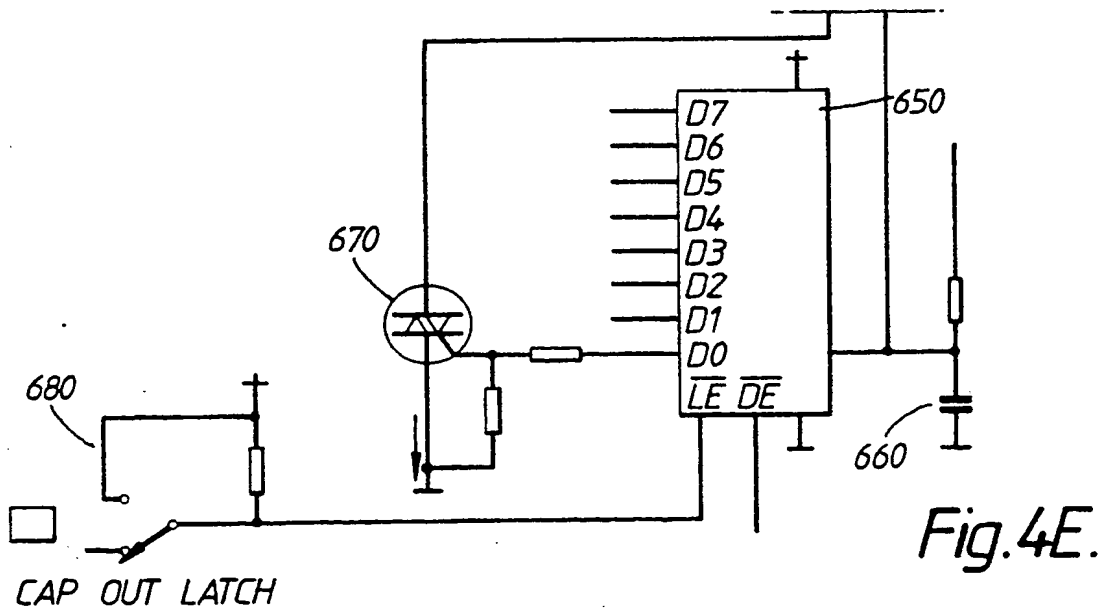 650
D7
D6
D5
D4
D3
D2
D1
D0
LE DE
670
680
660
CAP OUT LATCH
Fig.4E.